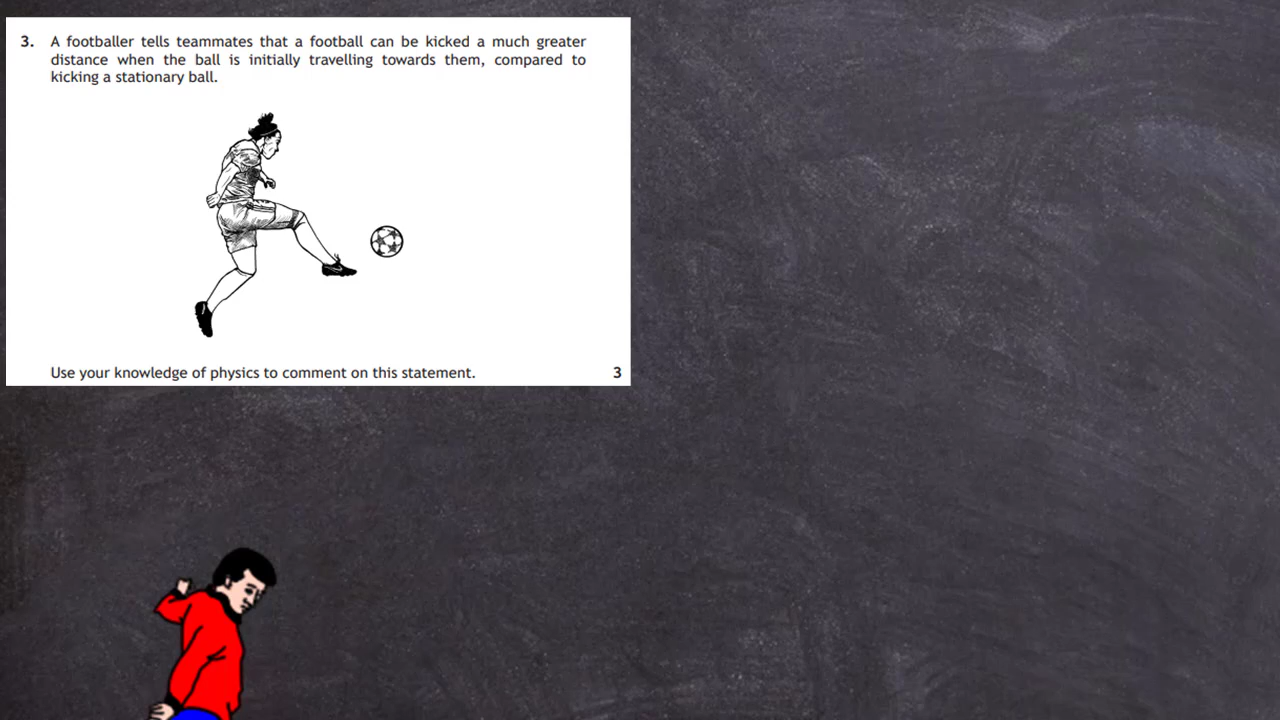 3. A footballer tells teammates that a football can be kicked a much greater
distance when the ball is initially travelling towards them, compared to
kicking a stationary ball.
Use your knowledge of physics to comment on this statement. 3